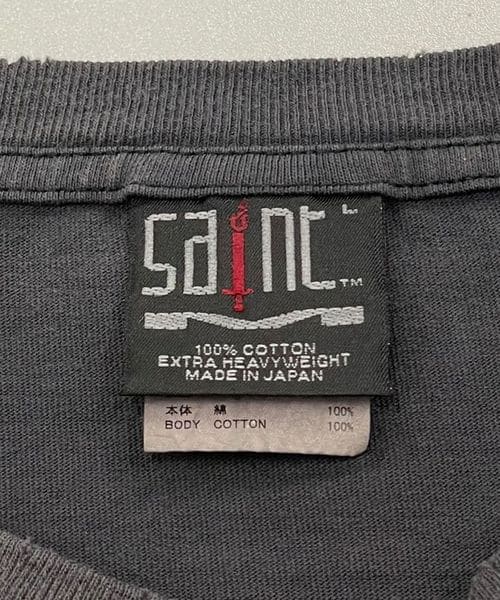 saint L
TM
100% COTTON
EXTRA HEAVYWEIGHT
MADE IN JAPAN
本体 綿 100%
BODY COTTON 100%